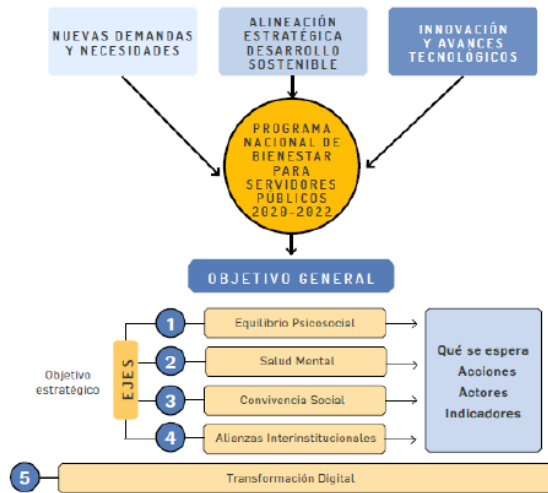 NUEVAS DEMANDAS
Y NECESIDADES
ALINEACIÓN
ESTRATÉGICA
DESARROLLO
SOSTENIBLE
INNOVACIÓN
Y AVANCES
TECNOLÓGICOS
PROGRAMA
NACIONAL DE
BIENESTAR
PARA
SERVIDORES
PÚBLICOS
2020-2022
OBJETIVO GENERAL
Objetivo
estratégico
EJES
1
Equilibrio Psicosocial
2
Salud Mental
3
Convivencia Social
4
Alianzas Interinstitucionales
Qué se espera
Acciones
Actores
Indicadores
5
Transformación Digital